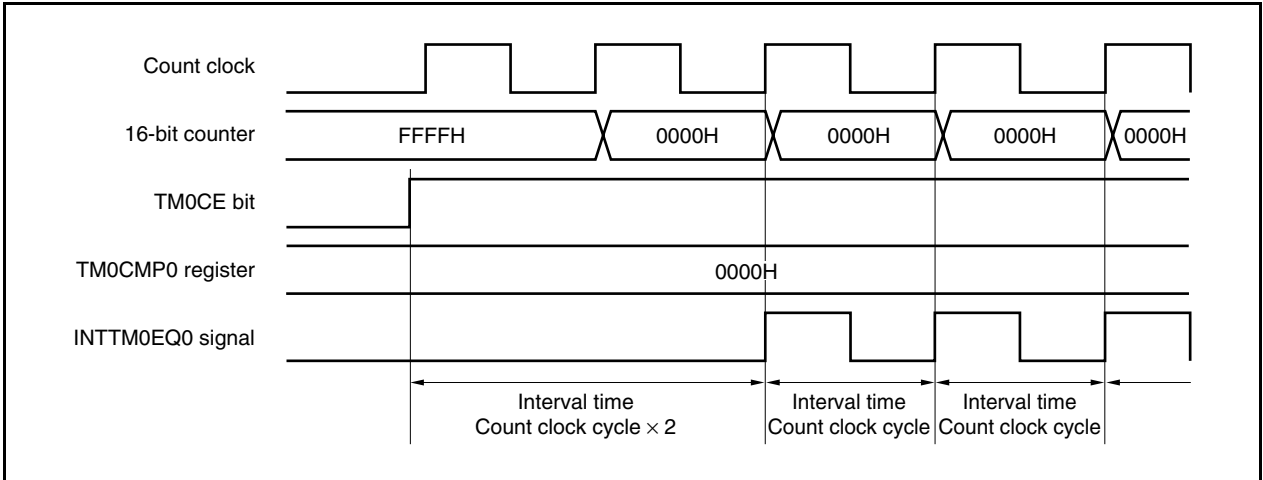 Count clock
16-bit counter
FFFFH
0000H
0000H
0000H
0000H
TM0CE bit
TM0CMP0 register
0000H
INTTM0EQ0 signal
Interval time
Count clock cycle × 2
Interval time
Count clock cycle
Interval time
Count clock cycle